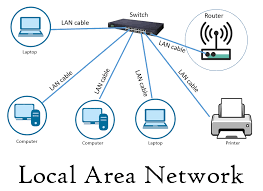 Switch
Router
LAN cable
Laptop
LAN cable
LAN cable
LAN cable
LAN cable
LAN cable
Computer
Computer
Laptop
Printer
Local Area Network